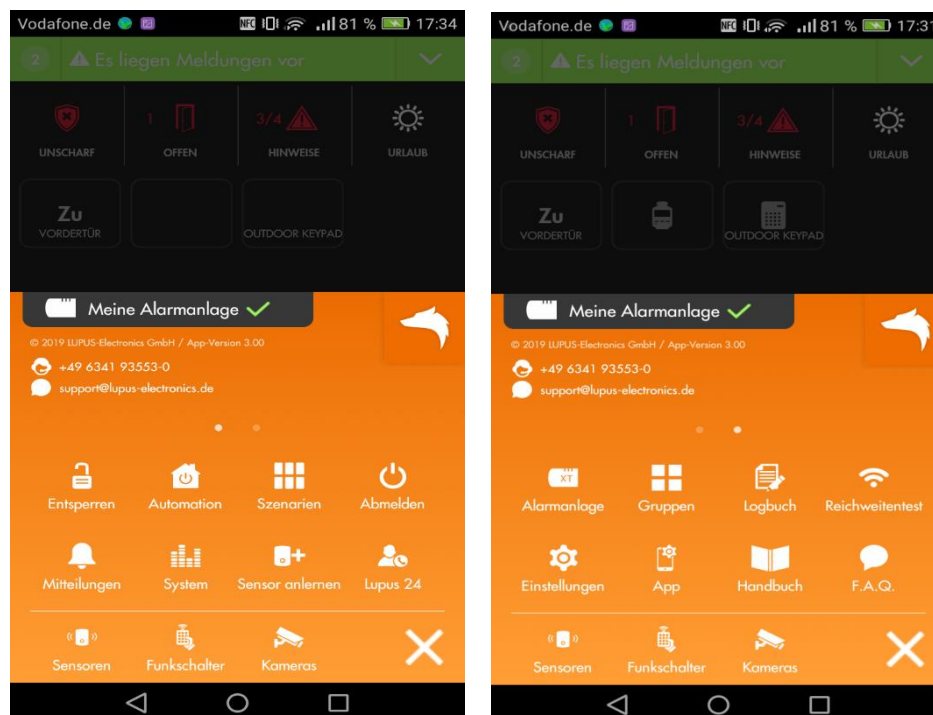 Vodafone.de 81 % 17:34
2 Es liegen Meldungen vor
1 3/4
UNSCHARF OFFEN HINWEISE URLAUB
Zu
VORDERTÜR OUTDOOR KEYPAD
Meine Alarmanlage
© 2019 LUPUS-Electronics GmbH / App-Version 3.00
+49 6341 93553-0
support@lupus-electronics.de
Entsperren Automation Szenarien Abmelden
Mitteilungen System Sensor anlernen Lupus 24
Sensoren Funkschalter Kameras
Vodafone.de 81 % 17:31
2 Es liegen Meldungen vor
1 3/4
UNSCHARF OFFEN HINWEISE URLAUB
Zu
VORDERTÜR OUTDOOR KEYPAD
Meine Alarmanlage
© 2019 LUPUS-Electronics GmbH / App-Version 3.00
+49 6341 93553-0
support@lupus-electronics.de
XT
Alarmanlage Gruppen Logbuch Reichweitentest
Einstellungen App Handbuch F.A.Q.
Sensoren Funkschalter Kameras